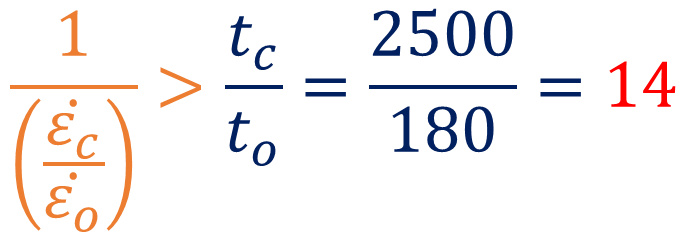 1 / (ε̇c / ε̇o) > tc / to = 2500 / 180 = 14